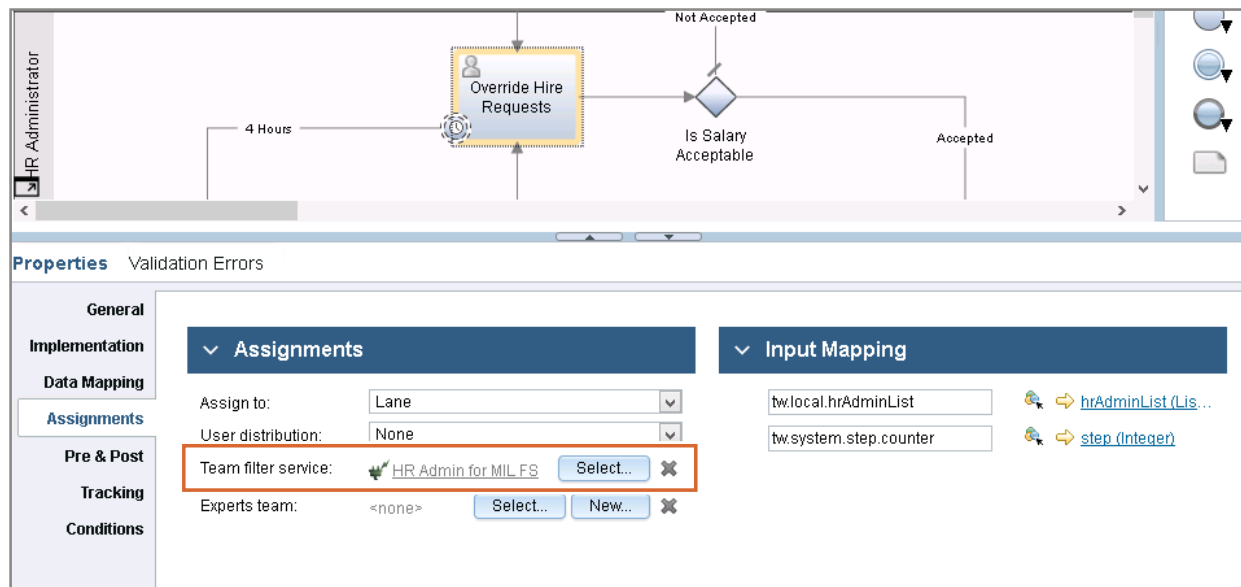 Not Accepted
HR Administrator
Override Hire
Requests
4 Hours
Is Salary
Acceptable
Accepted
Properties Validation Errors
General
Implementation
Data Mapping
Assignments
Pre & Post
Tracking
Conditions
Assignments
Assign to: Lane
User distribution: None
Team filter service: HR Admin for MIL FS Select...
Experts team: <none> Select... New...
Input Mapping
tw.local.hrAdminList hrAdminList (Lis...
tw.system.step.counter step (Integer)